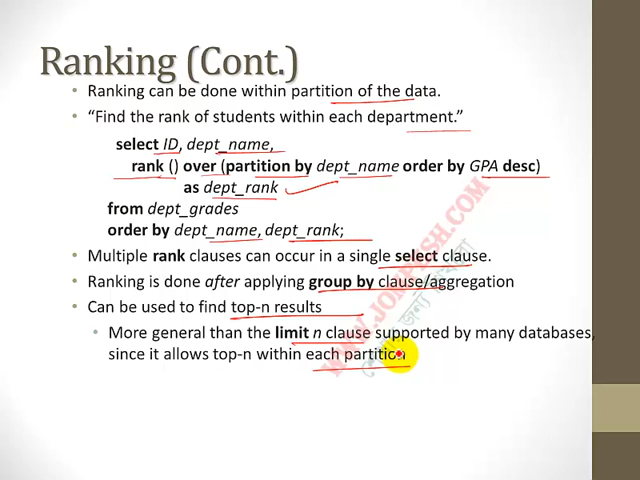 Ranking (Cont.)
• Ranking can be done within partition of the data.
• “Find the rank of students within each department.”
select ID, dept_name,
rank () over (partition by dept_name order by GPA desc)
as dept_rank
from dept_grades
order by dept_name, dept_rank;
• Multiple rank clauses can occur in a single select clause.
• Ranking is done after applying group by clause/aggregation
• Can be used to find top-n results
• More general than the limit n clause supported by many databases,
since it allows top-n within each partition